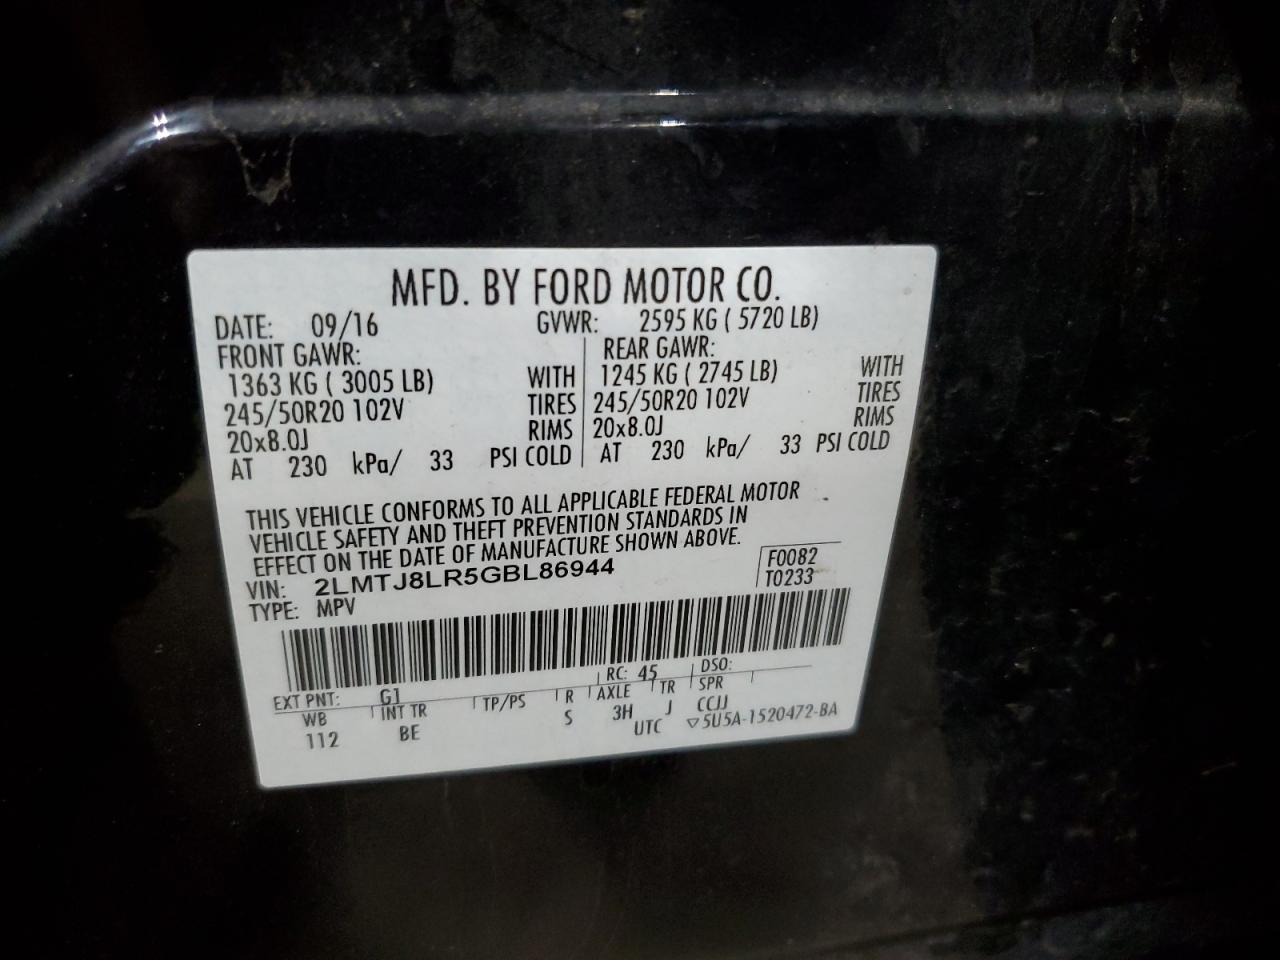 MFD. BY FORD MOTOR CO.
DATE: 09/16 GVWR: 2595 KG ( 5720 LB)
FRONT GAWR: REAR GAWR:
1363 KG ( 3005 LB) WITH 1245 KG ( 2745 LB) WITH
245/50R20 102V TIRES 245/50R20 102V TIRES
20x8.0J RIMS 20x8.0J RIMS
AT 230 kPa/ 33 PSI COLD AT 230 kPa/ 33 PSI COLD
THIS VEHICLE CONFORMS TO ALL APPLICABLE FEDERAL MOTOR
VEHICLE SAFETY AND THEFT PREVENTION STANDARDS IN
EFFECT ON THE DATE OF MANUFACTURE SHOWN ABOVE.
VIN: 2LMTJ8LR5GBL86944 F0082
TYPE: MPV T0233
EXT PNT: G1 RC: 45 DSO:
WB INT TR TP/PS R AXLE TR SPR
112 BE S 3H J CCJJ
UTC ▽5U5A-1520472-BA